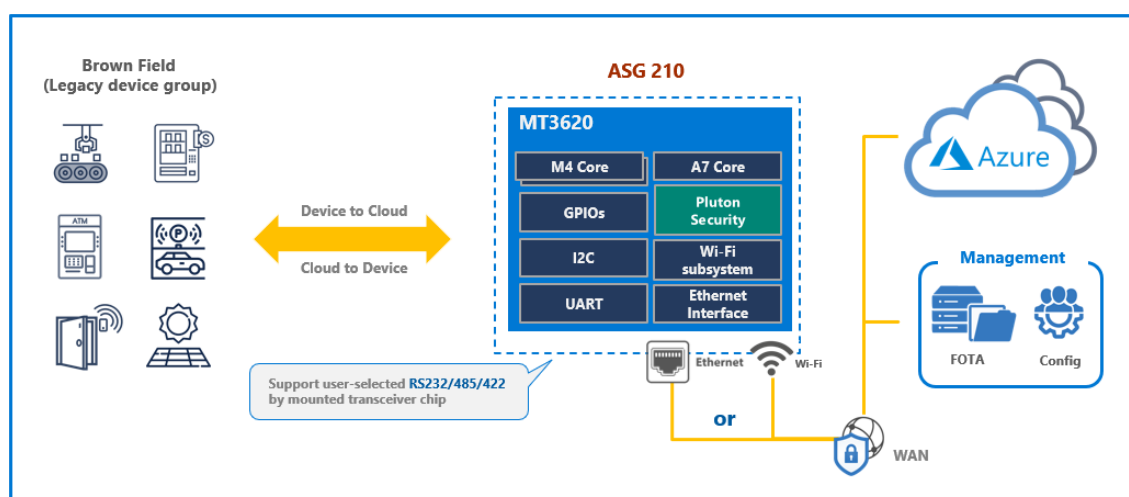 Brown Field
(Legacy device group)
ATM
P
$
Device to Cloud
Cloud to Device
ASG 210
MT3620
M4 Core
A7 Core
GPIOs
Pluton
Security
I2C
Wi-Fi
subsystem
UART
Ethernet
Interface
Support user-selected RS232/485/422
by mounted transceiver chip
Ethernet
Wi-Fi
or
WAN
Azure
Management
FOTA
Config